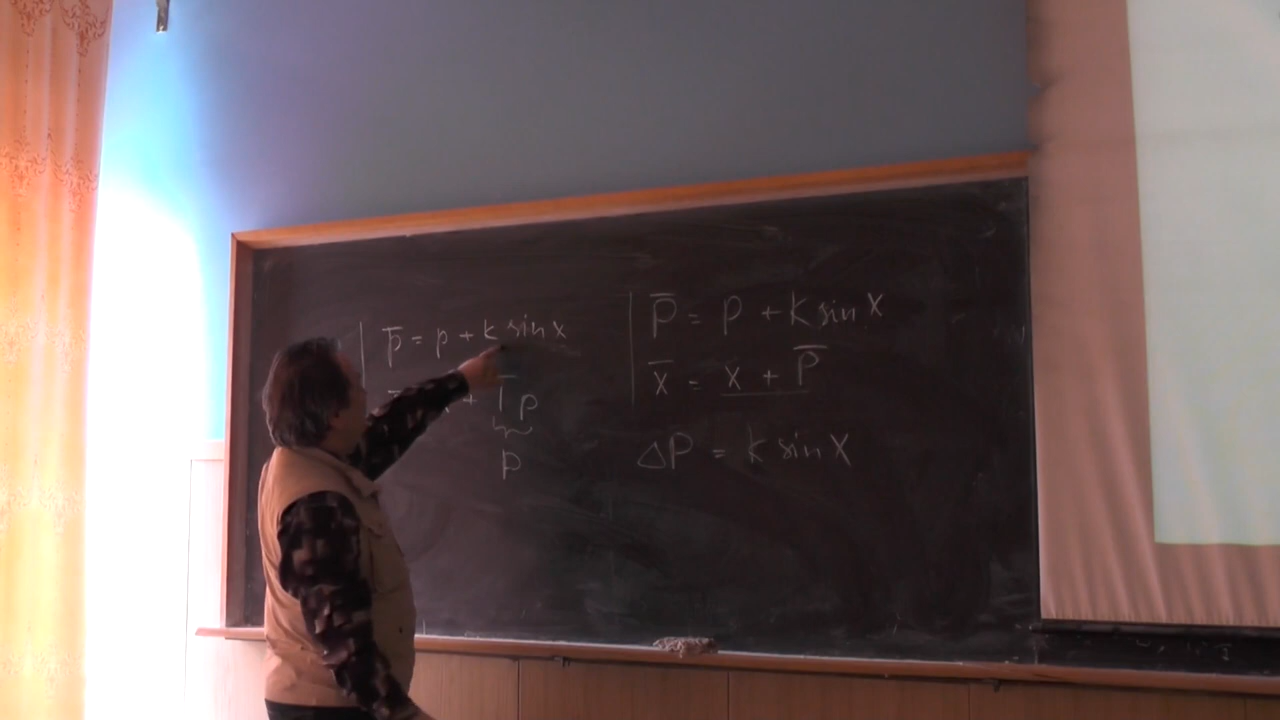 p̅ = p + k sin x
+ T p
p
P̅ = P + K sin X
X̅ = X + P̅
ΔP = K sin X